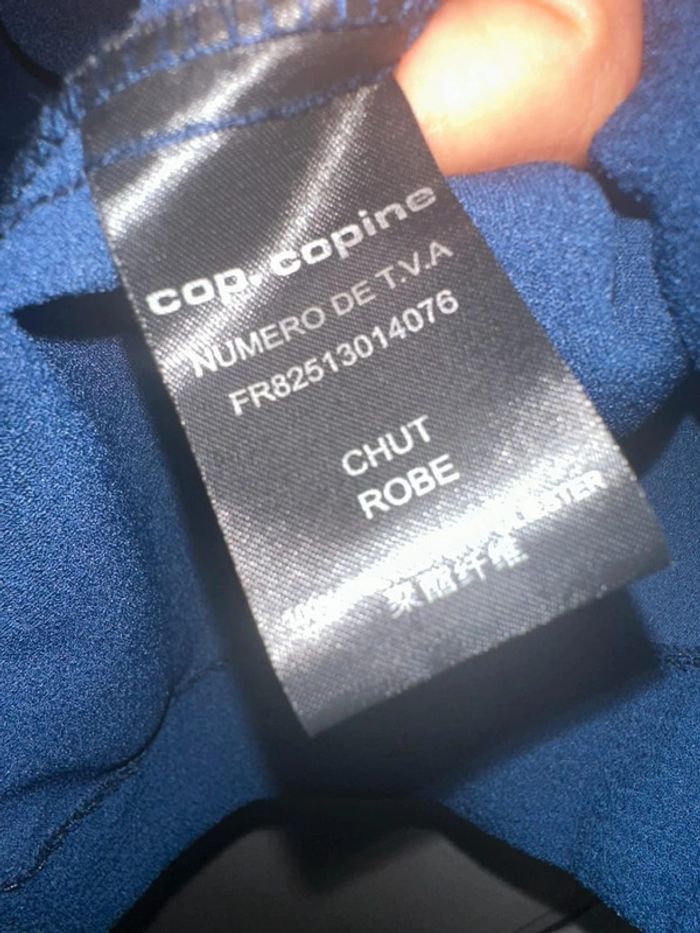 cop-copine
NUMERO DE T.V.A
FR82513014076
CHUT
ROBE
聚酯纤维